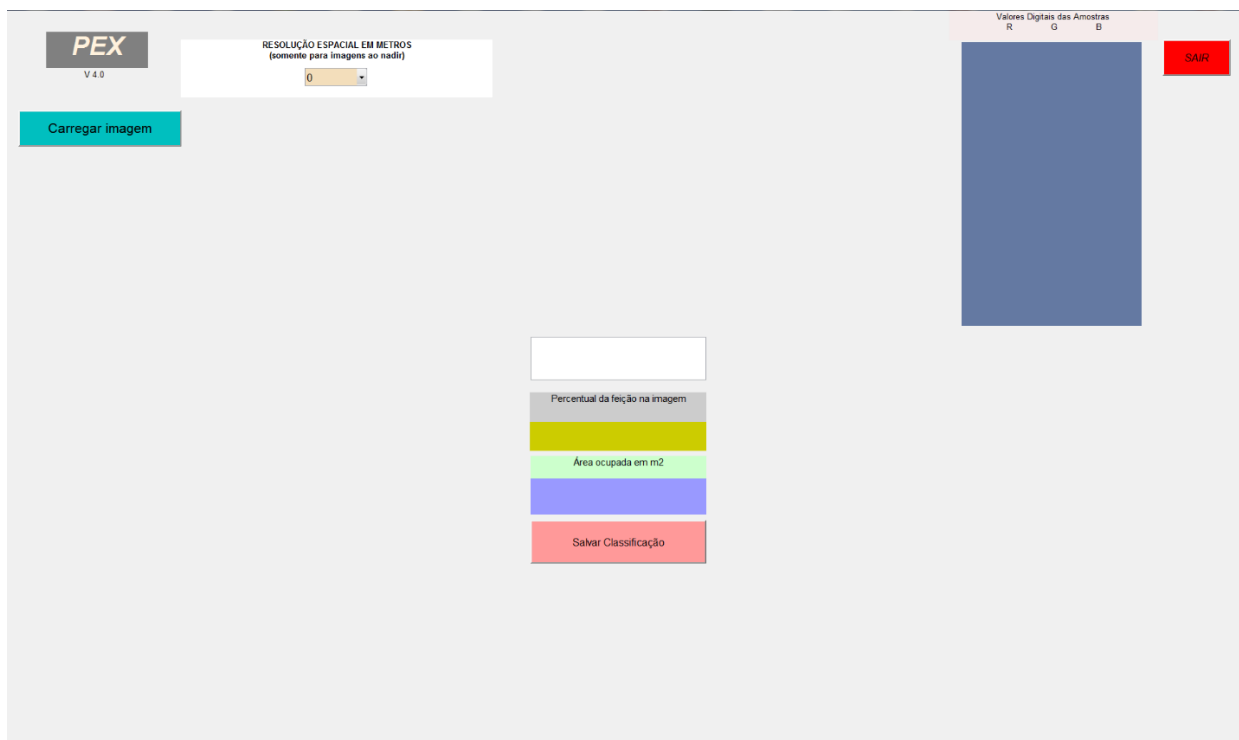 PEX
V 4.0
RESOLUÇÃO ESPACIAL EM METROS
(somente para imagens ao nadir)
0
Valores Digitais das Amostras
R G B
SAIR
Carregar imagem
Percentual da feição na imagem
Área ocupada em m2
Salvar Classificação